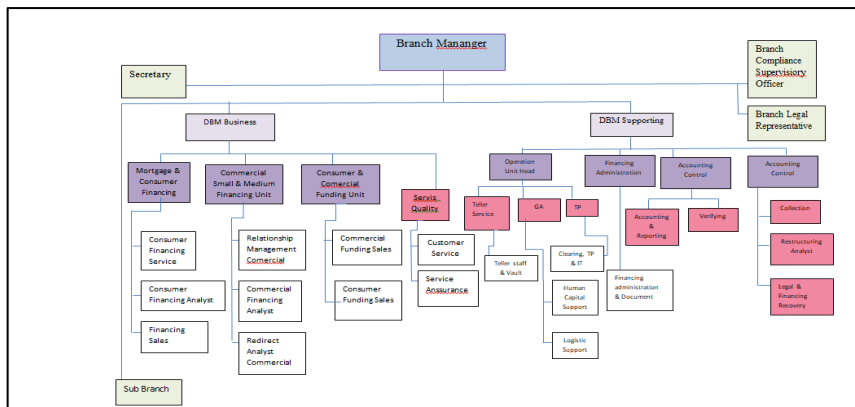 Branch Mananger
Secretary
Branch
Compliance
Supervisiory
Officer
Branch Legal
Representative
DBM Business
DBM Supporting
Mortgage &
Consumer
Financing
Commercial
Small & Medium
Financing Unit
Consumer &
Comercial
Funding Unit
Servis
Quality
Operation
Unit Head
Financing
Administration
Accounting
Control
Accounting
Control
Teller
Service
GA
TP
Accounting
&
Reporting
Verifying
Collection
Restructuring
Analyst
Legal &
Financing
Recovery
Consumer
Financing
Service
Consumer
Financing Analyst
Financing
Sales
Relationship
Management
Comercial
Commercial
Financing
Analyst
Redirect
Analyst
Commercial
Commercial
Funding Sales
Consumer
Funding Sales
Customer
Service
Service
Anssurance
Teller staff
& Vault
Clearing, TP
& IT
Human
Capital
Support
Logistic
Support
Financing
administration
& Document
Sub Branch